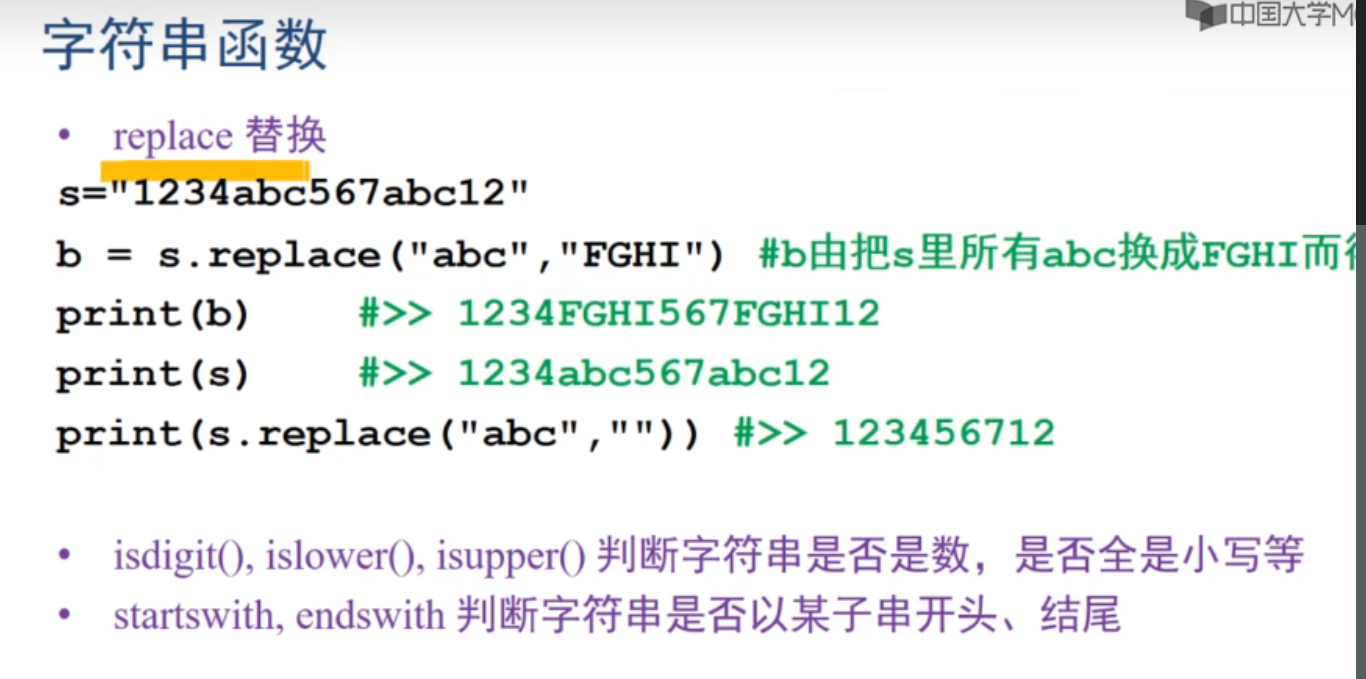 中国大学M
字符串函数
• replace 替换
s="1234abc567abc12"
b = s.replace("abc","FGHI") #b由把s里所有abc换成FGHI而
print(b) #>> 1234FGHI567FGHI12
print(s) #>> 1234abc567abc12
print(s.replace("abc","")) #>> 123456712
• isdigit(), islower(), isupper() 判断字符串是否是数，是否全是小写等
• startswith, endswith 判断字符串是否以某子串开头、结尾